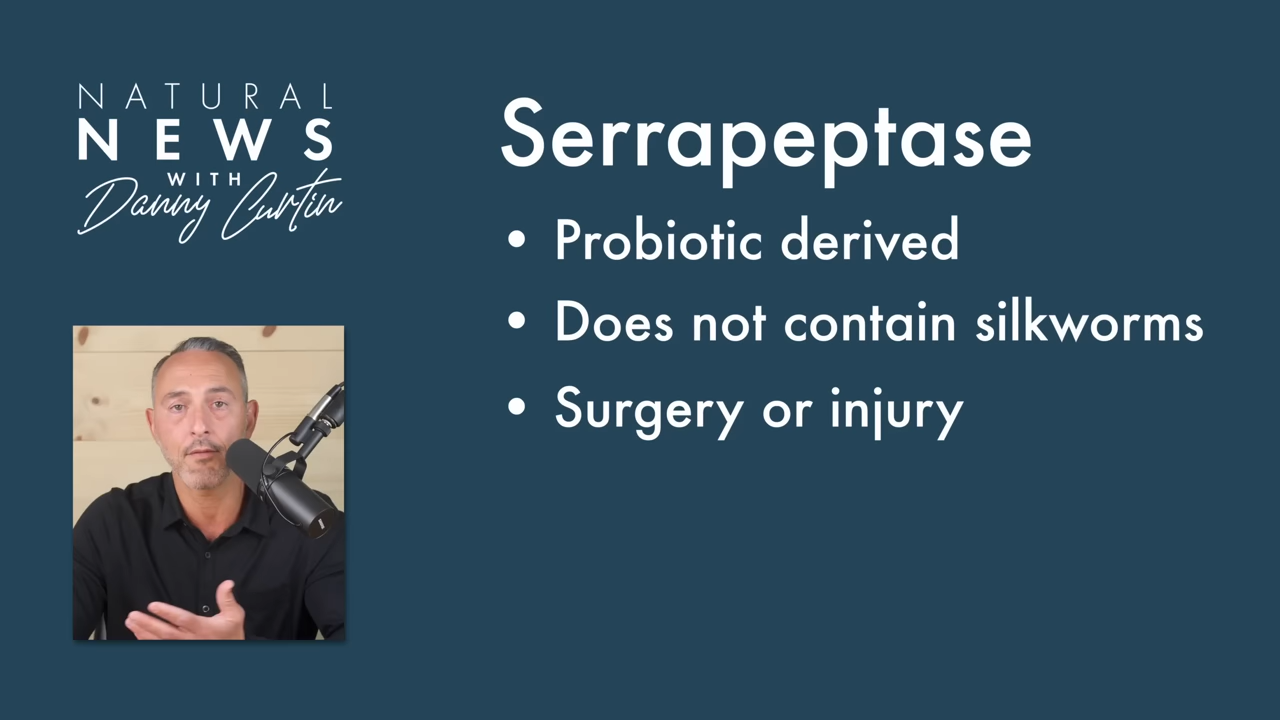 NATURAL
NEWS
WITH
Danny Curtin
Serrapeptase
• Probiotic derived
• Does not contain silkworms
• Surgery or injury